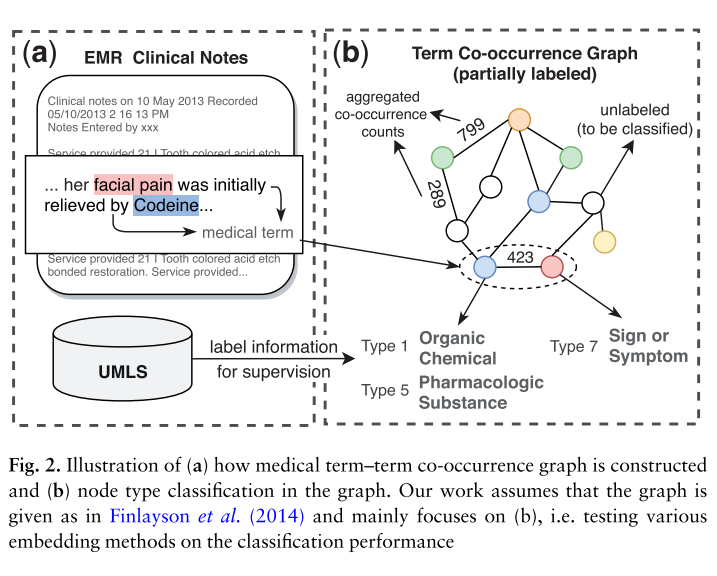 (a) EMR Clinical Notes
Clinical notes on 10 May 2013 Recorded
05/10/2013 2 16 13 PM
Notes Entered by xxx
Service provided 21 | Tooth colored acid etch
... her facial pain was initially
relieved by Codeine...
medical term
Service provided 21 | Tooth colored acid etch
bonded restoration. Service provided...
UMLS
label information
for supervision
(b) Term Co-occurrence Graph
(partially labeled)
aggregated
co-occurrence
counts
799
289
unlabeled
(to be classified)
423
Type 1 Organic
Chemical
Type 5 Pharmacologic
Substance
Type 7 Sign or
Symptom
Fig. 2. Illustration of (a) how medical term–term co-occurrence graph is constructed
and (b) node type classification in the graph. Our work assumes that the graph is
given as in Finlayson et al. (2014) and mainly focuses on (b), i.e. testing various
embedding methods on the classification performance